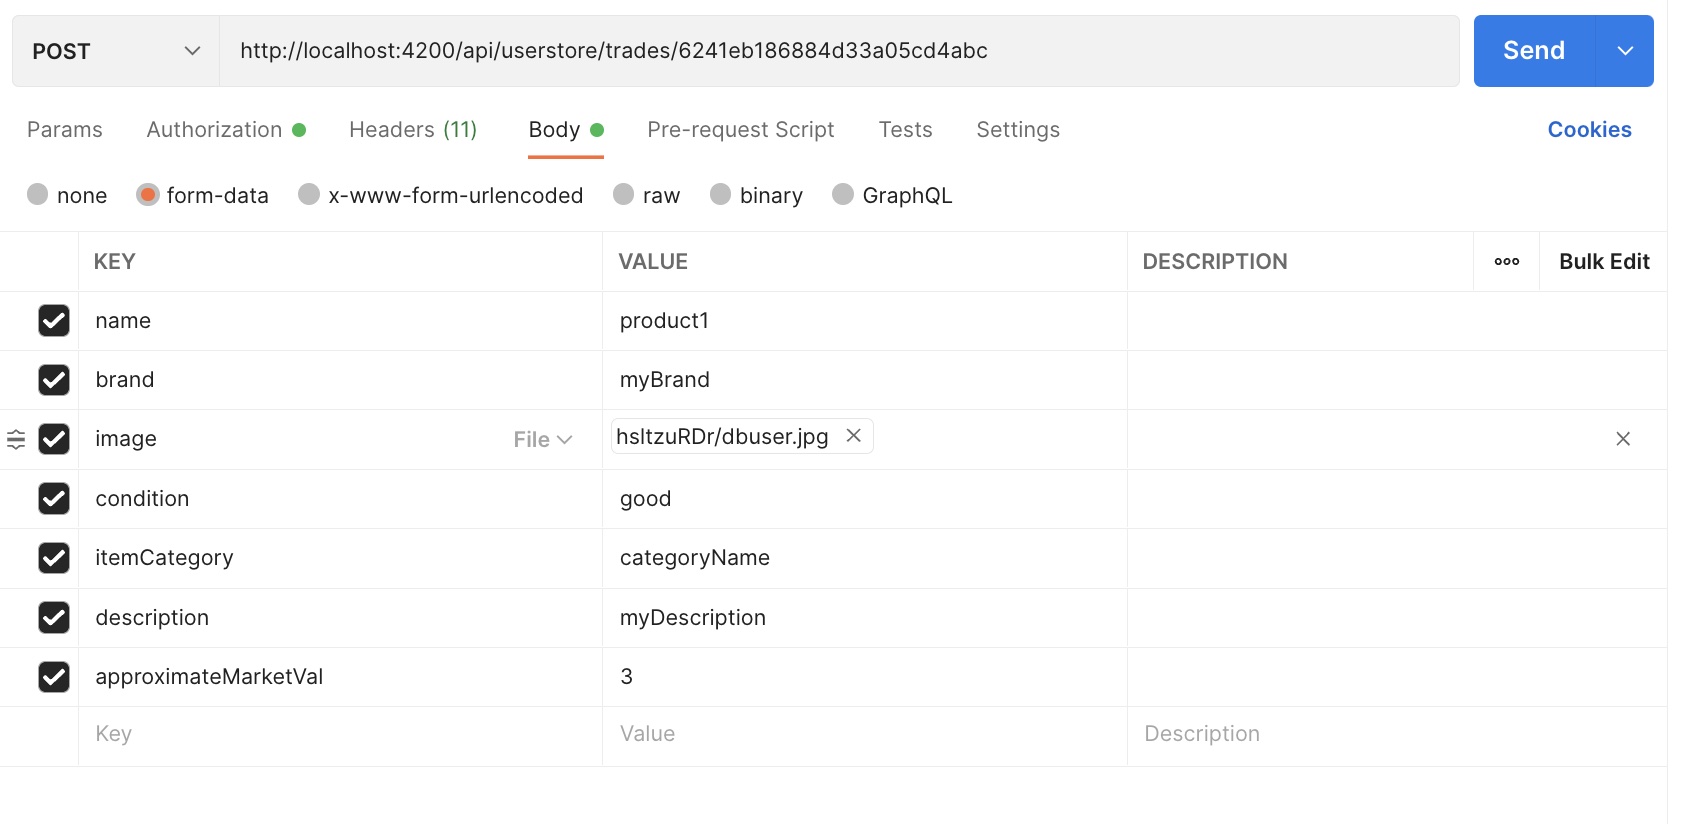 POST http://localhost:4200/api/userstore/trades/6241eb186884d33a05cd4abc Send
Params Authorization Headers (11) Body Pre-request Script Tests Settings Cookies
none form-data x-www-form-urlencoded raw binary GraphQL
KEY VALUE DESCRIPTION Bulk Edit
name product1
brand myBrand
image File hsltzuRDr/dbuser.jpg
condition good
itemCategory categoryName
description myDescription
approximateMarketVal 3
Key Value Description